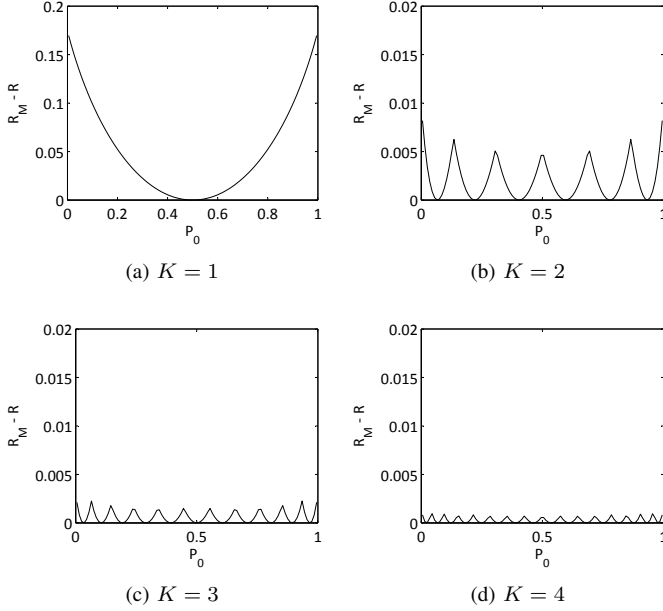 0.2
0.15
0.1
0.05
0
R_M - R
0 0.2 0.4 0.6 0.8 1
P_0
(a) K = 1
0.02
0.015
0.01
0.005
0
R_M - R
0 0.5 1
P_0
(b) K = 2
0.02
0.015
0.01
0.005
0
R_M - R
0 0.5 1
P_0
(c) K = 3
0.02
0.015
0.01
0.005
0
R_M - R
0 0.5 1
P_0
(d) K = 4